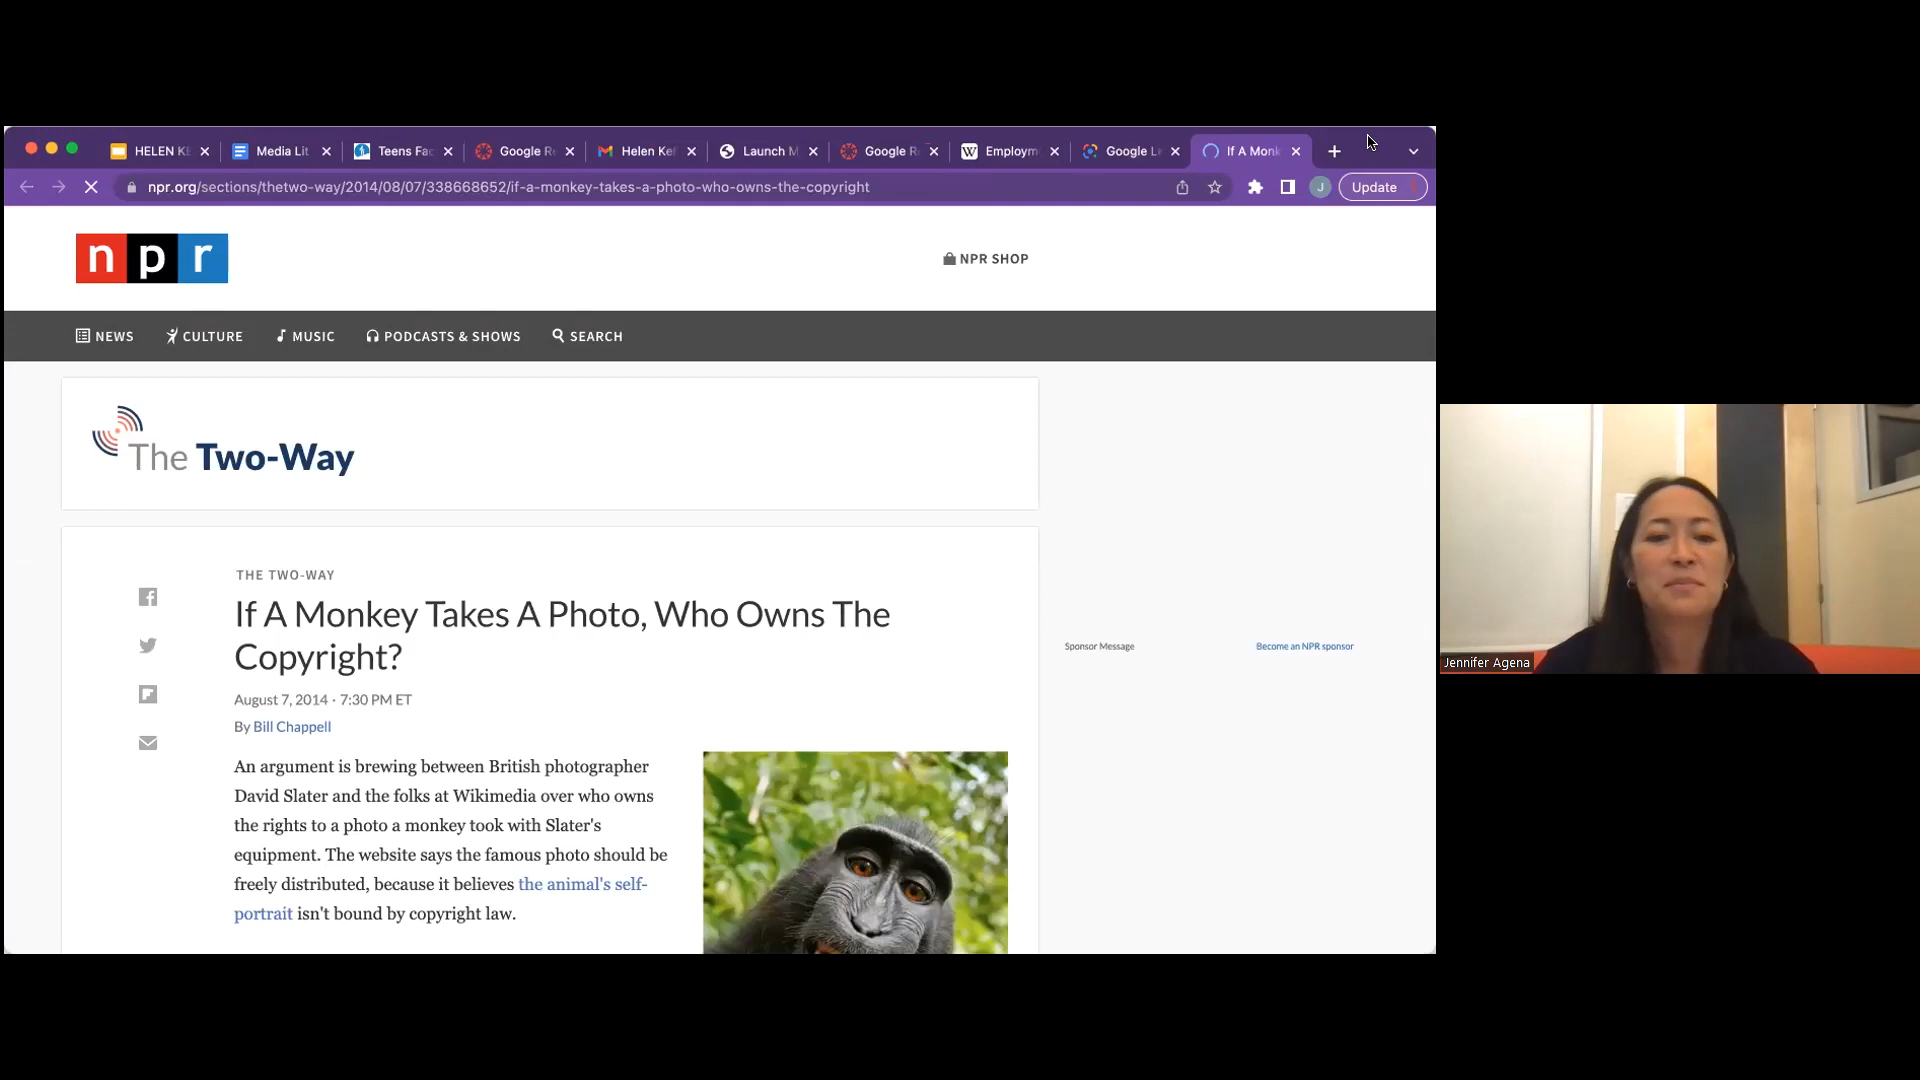 HELEN KE
Media Lit
Teens Fac
Google Re
Helen Kel
Launch M
Google R
Employm
Google Le
If A Monk
npr.org/sections/thetwo-way/2014/08/07/338668652/if-a-monkey-takes-a-photo-who-owns-the-copyright
J
Update
npr
NPR SHOP
NEWS
CULTURE
MUSIC
PODCASTS & SHOWS
SEARCH
The Two-Way
THE TWO-WAY
If A Monkey Takes A Photo, Who Owns The
Copyright?
August 7, 2014 · 7:30 PM ET
By Bill Chappell
An argument is brewing between British photographer
David Slater and the folks at Wikimedia over who owns
the rights to a photo a monkey took with Slater's
equipment. The website says the famous photo should be
freely distributed, because it believes the animal's self-
portrait isn't bound by copyright law.
Sponsor Message
Become an NPR sponsor
Jennifer Agena